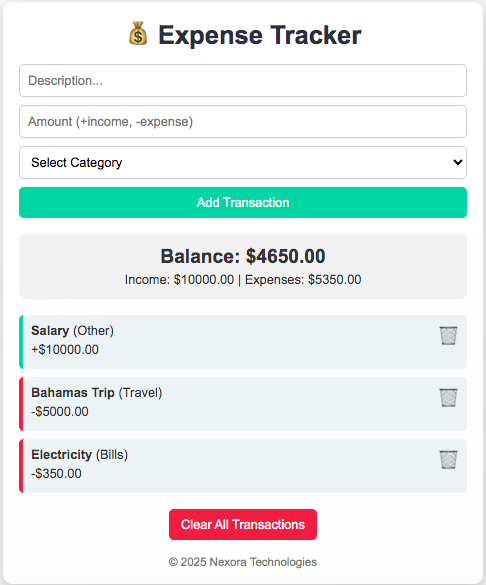 💰 Expense Tracker
Description...
Amount (+income, -expense)
Select Category
Add Transaction
Balance: $4650.00
Income: $10000.00 | Expenses: $5350.00
Salary (Other)
+$10000.00
Bahamas Trip (Travel)
-$5000.00
Electricity (Bills)
-$350.00
Clear All Transactions
© 2025 Nexora Technologies